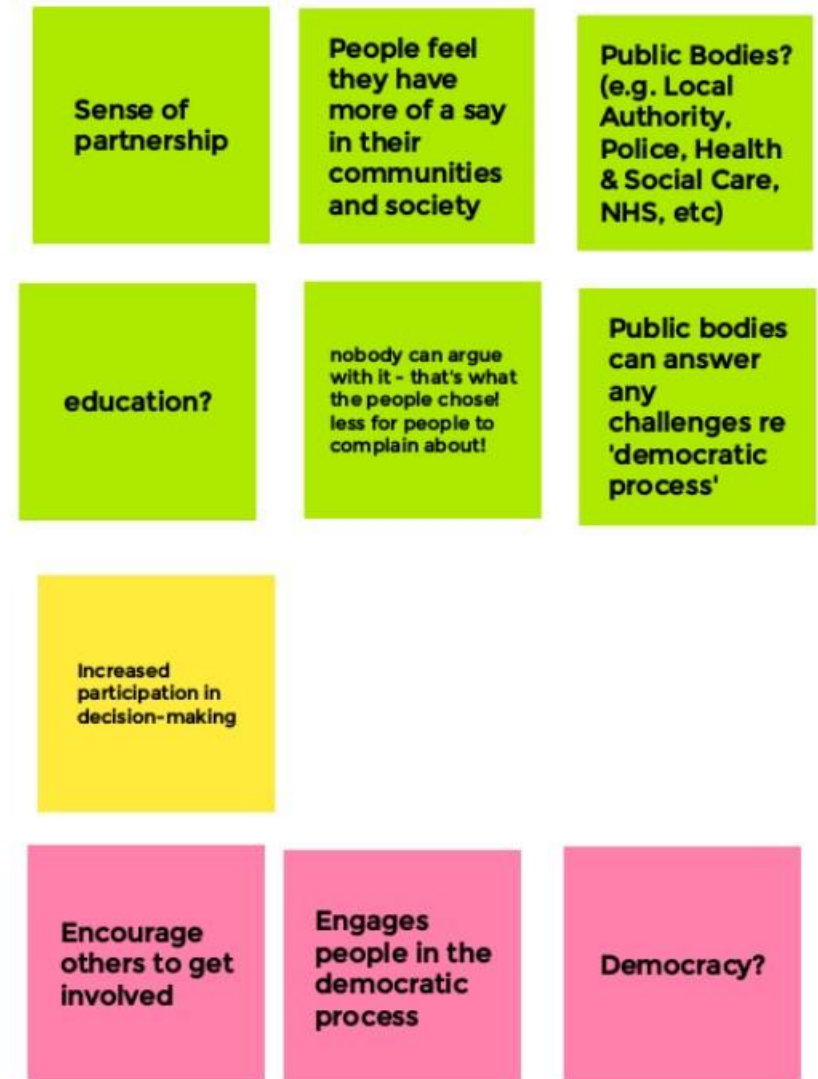 Sense of
partnership
People feel
they have
more of a say
in their
communities
and society
Public Bodies?
(e.g. Local
Authority,
Police, Health
& Social Care,
NHS, etc)
education?
nobody can argue
with it - that's what
the people chose!
less for people to
complain about!
Public bodies
can answer
any
challenges re
'democratic
process'
Increased
participation in
decision-making
Encourage
others to get
involved
Engages
people in the
democratic
process
Democracy?